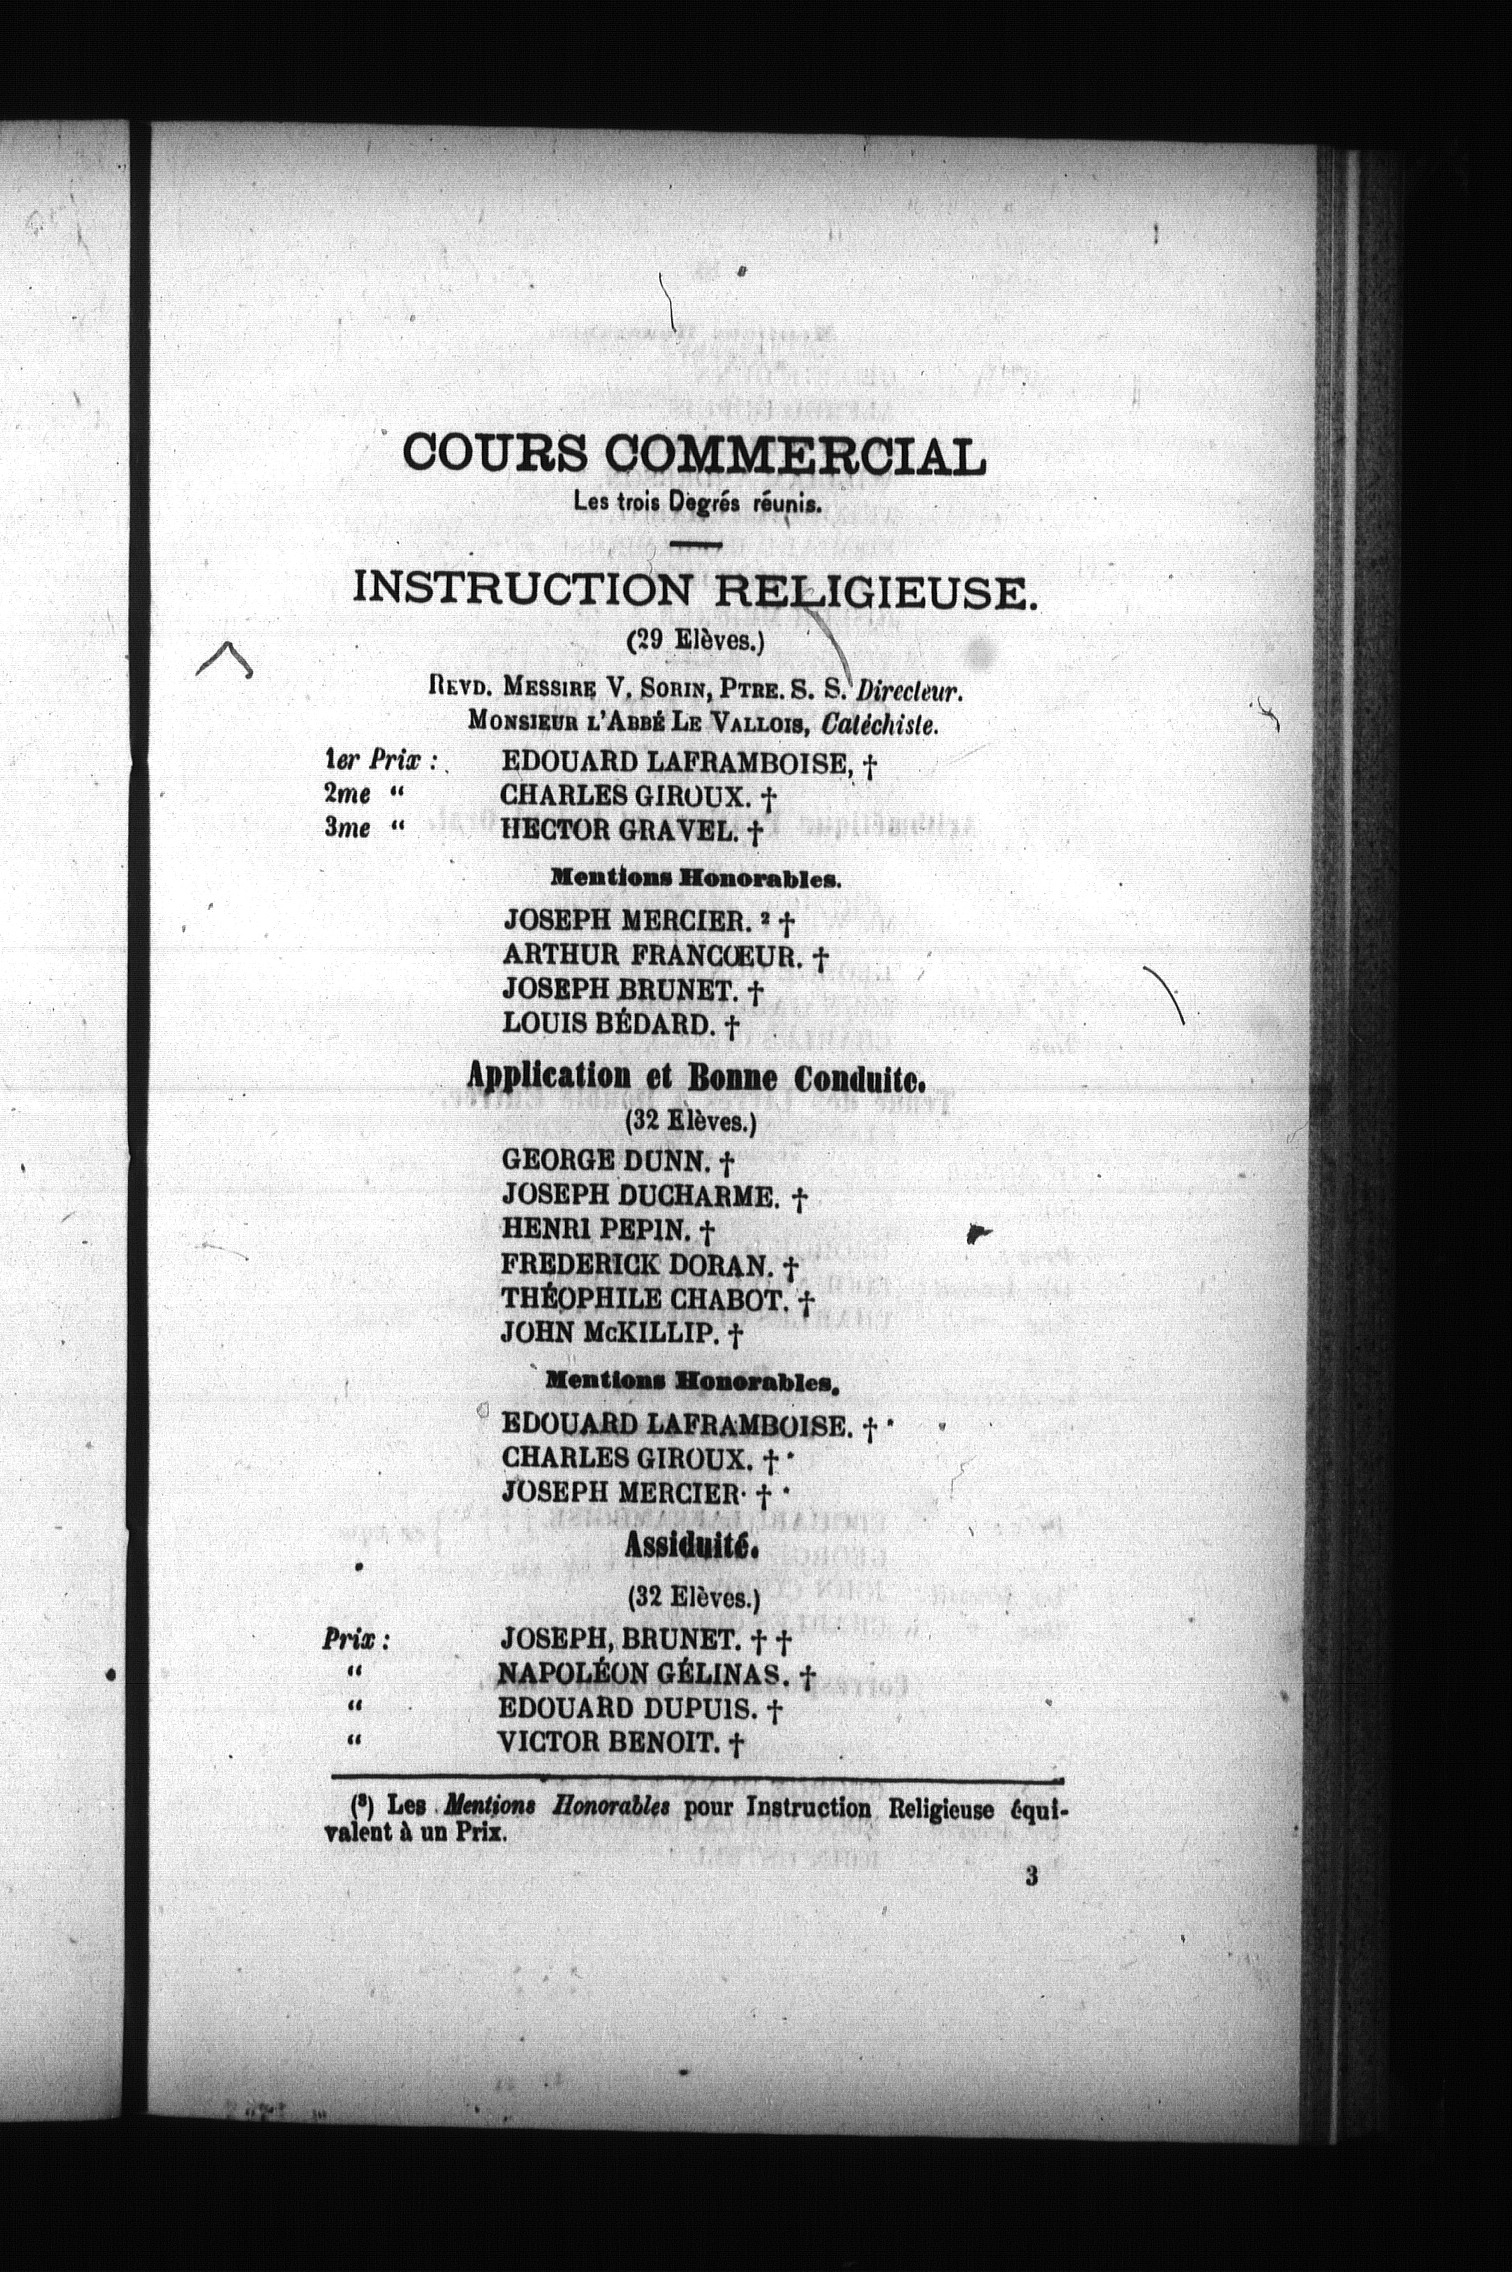 COURS COMMERCIAL
Les trois Degrés réunis.
INSTRUCTION RELIGIEUSE.
(29 Elèves.)
REVD. MESSIRE V. SORIN, PTRE. S. S. Directeur.
MONSIEUR L'ABBÉ LE VALLOIS, Catéchiste.
1er Prix : EDOUARD LAFRAMBOISE, †
2me “ CHARLES GIROUX. †
3me “ HECTOR GRAVEL. †
Mentions Honorables.
JOSEPH MERCIER. ² †
ARTHUR FRANCŒUR. †
JOSEPH BRUNET. †
LOUIS BÉDARD. †
Application et Bonne Conduite.
(32 Elèves.)
GEORGE DUNN. †
JOSEPH DUCHARME. †
HENRI PEPIN. †
FREDERICK DORAN. †
THÉOPHILE CHABOT. †
JOHN McKILLIP. †
Mentions Honorables.
EDOUARD LAFRAMBOISE. † *
CHARLES GIROUX. † *
JOSEPH MERCIER. † *
Assiduité.
(32 Elèves.)
Prix : JOSEPH, BRUNET. † †
“ NAPOLÉON GÉLINAS. †
“ EDOUARD DUPUIS. †
“ VICTOR BENOIT. †
(³) Les Mentions Honorables pour Instruction Religieuse équi-
valent à un Prix.
3